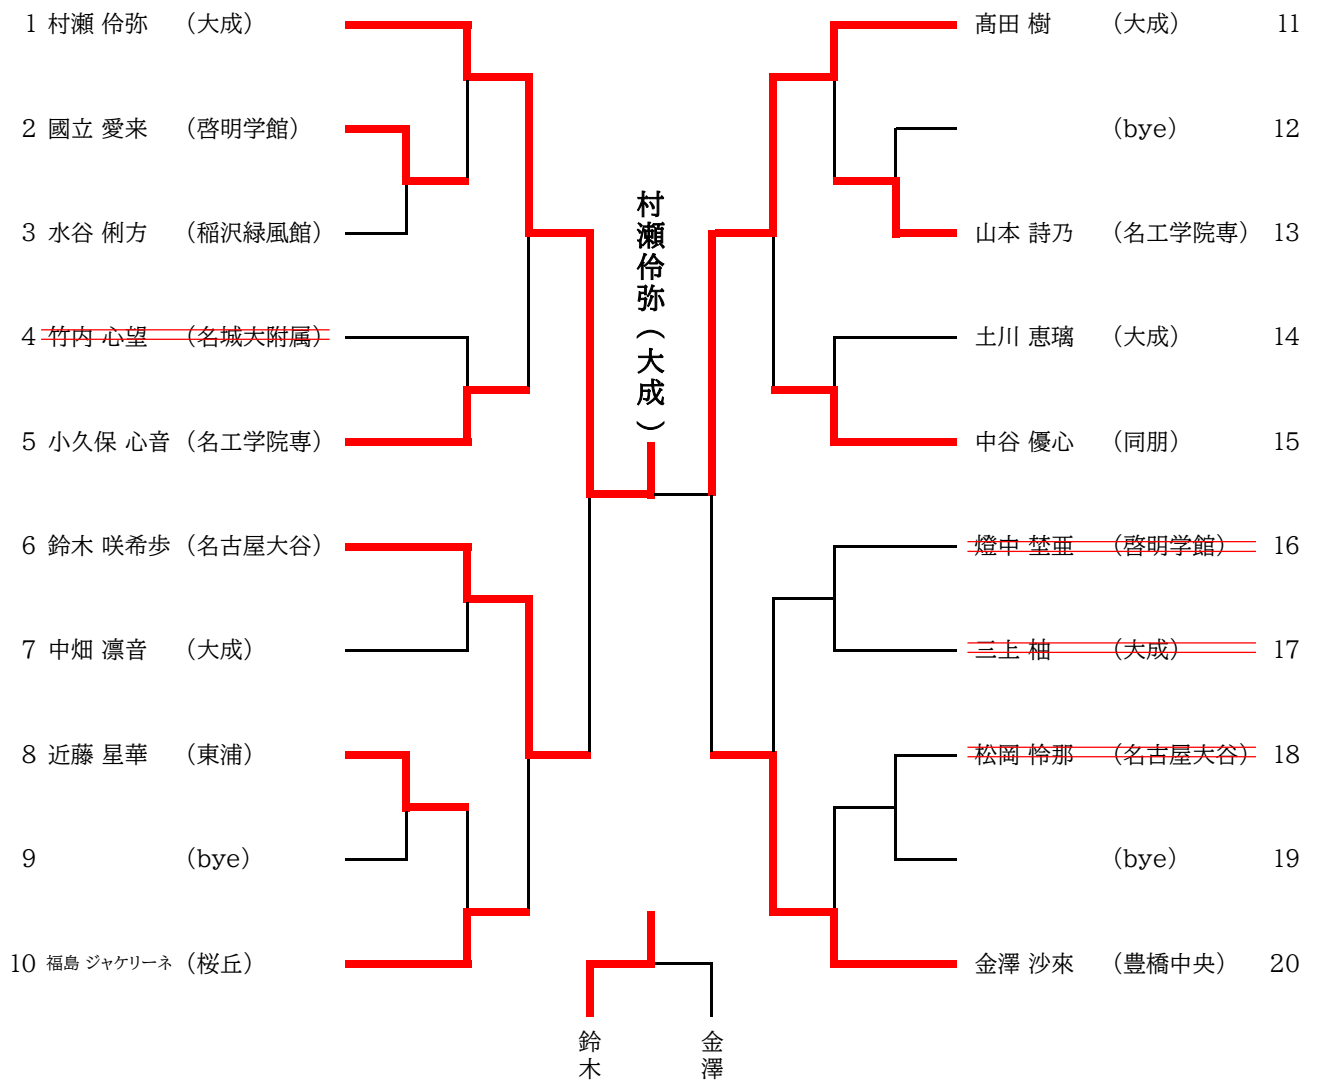 1 村瀬 伶弥 （大成）
2 國立 愛来 （啓明学館）
3 水谷 俐方 （稲沢緑風館）
4 竹内 心望 （名城大附属）
5 小久保 心音 （名工学院専）
6 鈴木 咲希歩 （名古屋大谷）
7 中畑 凛音 （大成）
8 近藤 星華 （東浦）
9 （bye）
10 福島 ジャケリーネ （桜丘）
村瀬伶弥（大成）
髙田 樹 （大成） 11
（bye） 12
山本 詩乃 （名工学院専） 13
土川 恵璃 （大成） 14
中谷 優心 （同朋） 15
燈中 埜亜 （啓明学館） 16
三上 柚 （大成） 17
松岡 怜那 （名古屋大谷） 18
（bye） 19
金澤 沙來 （豊橋中央） 20
鈴木
金澤